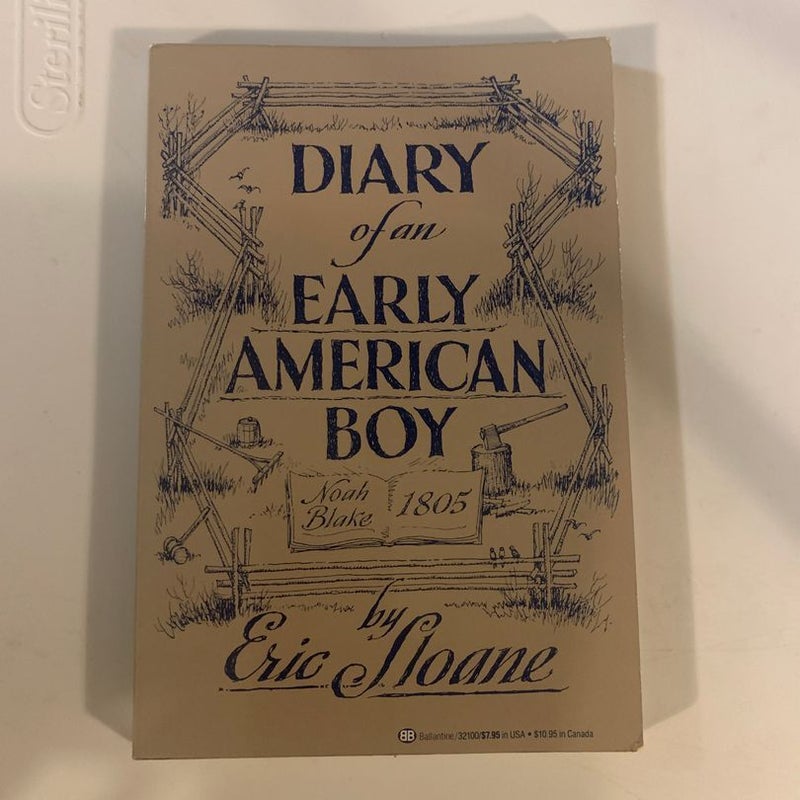 DIARY
of an
EARLY
AMERICAN
BOY
Noah
Blake
1805
by
Eric Sloane
BB Ballantine/32100/$7.95 in USA • $10.95 in Canada